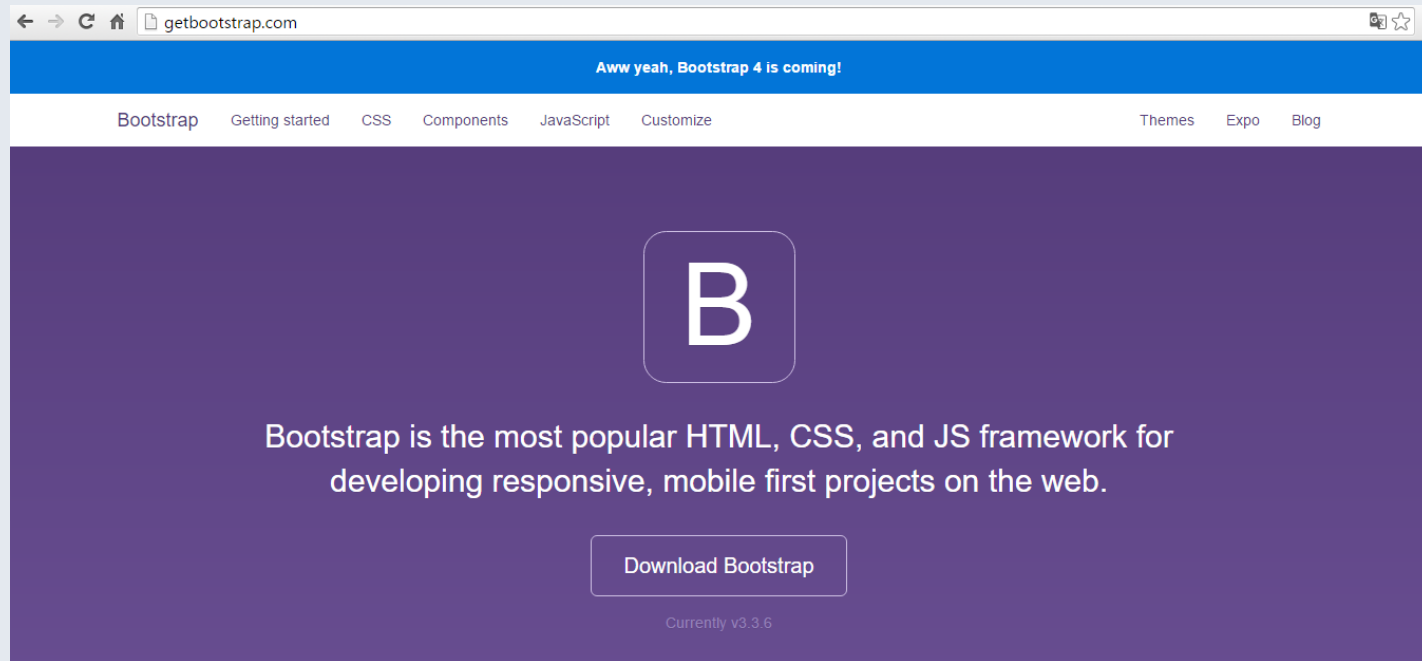 getbootstrap.com
Aww yeah, Bootstrap 4 is coming!
Bootstrap Getting started CSS Components JavaScript Customize Themes Expo Blog
B
Bootstrap is the most popular HTML, CSS, and JS framework for
developing responsive, mobile first projects on the web.
Download Bootstrap
Currently v3.3.6